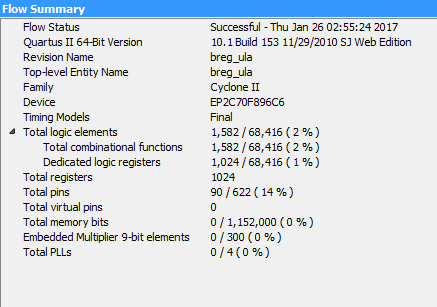 Flow Summary
Flow Status Successful - Thu Jan 26 02:55:24 2017
Quartus II 64-Bit Version 10.1 Build 153 11/29/2010 SJ Web Edition
Revision Name breg_ula
Top-level Entity Name breg_ula
Family Cyclone II
Device EP2C70F896C6
Timing Models Final
Total logic elements 1,582 / 68,416 ( 2 % )
Total combinational functions 1,582 / 68,416 ( 2 % )
Dedicated logic registers 1,024 / 68,416 ( 1 % )
Total registers 1024
Total pins 90 / 622 ( 14 % )
Total virtual pins 0
Total memory bits 0 / 1,152,000 ( 0 % )
Embedded Multiplier 9-bit elements 0 / 300 ( 0 % )
Total PLLs 0 / 4 ( 0 % )